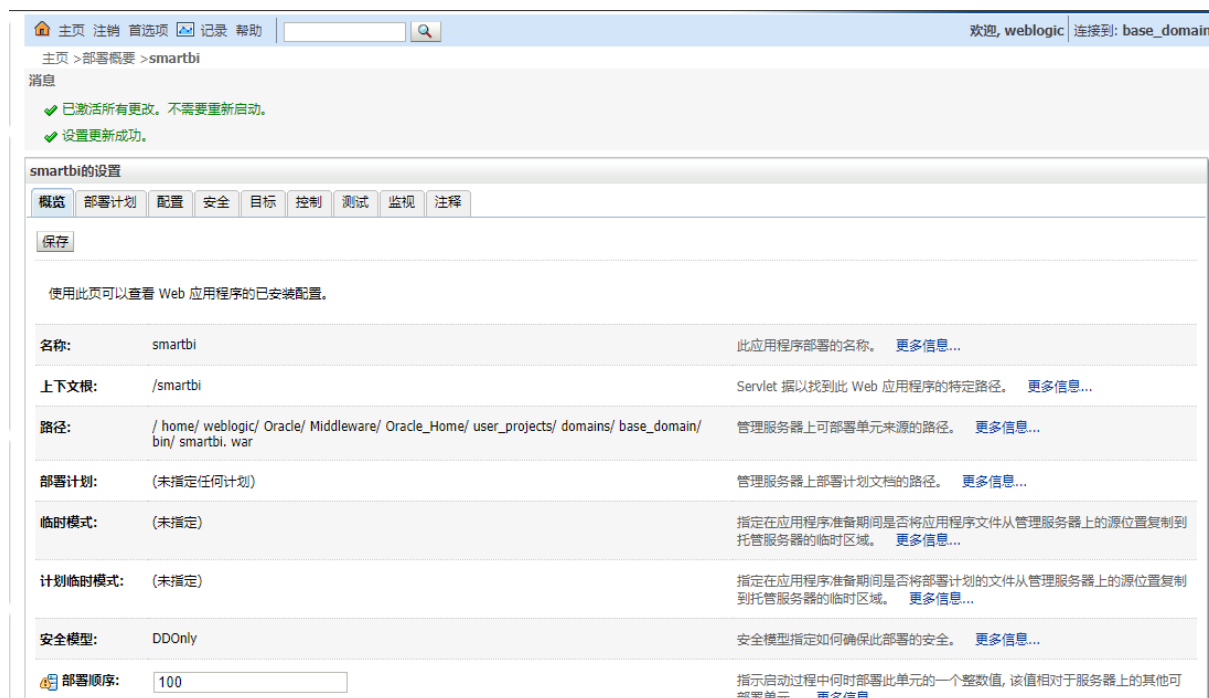 主页 注销 首选项 记录 帮助 欢迎, weblogic 连接到: base_domain
主页 >部署概要 >smartbi
消息
已激活所有更改。不需要重新启动。
设置更新成功。
smartbi的设置
概览 部署计划 配置 安全 目标 控制 测试 监视 注释
保存
使用此页可以查看 Web 应用程序的已安装配置。
名称: smartbi 此应用程序部署的名称。 更多信息...
上下文根: /smartbi Servlet 据以找到此 Web 应用程序的特定路径。 更多信息...
路径: / home/ weblogic/ Oracle/ Middleware/ Oracle_Home/ user_projects/ domains/ base_domain/ 管理服务器上可部署单元来源的路径。 更多信息...
bin/ smartbi. war
部署计划: (未指定任何计划) 管理服务器上部署计划文档的路径。 更多信息...
临时模式: (未指定) 指定在应用程序准备期间是否将应用程序文件从管理服务器上的源位置复制到
托管服务器的临时区域。 更多信息...
计划临时模式: (未指定) 指定在应用程序准备期间是否将部署计划的文件从管理服务器上的源位置复制
到托管服务器的临时区域。 更多信息...
安全模型: DDOnly 安全模型指定如何确保此部署的安全。 更多信息...
部署顺序: 100 指示启动过程中何时部署此单元的一个整数值, 该值相对于服务器上的其他可
部署单元。 更多信息